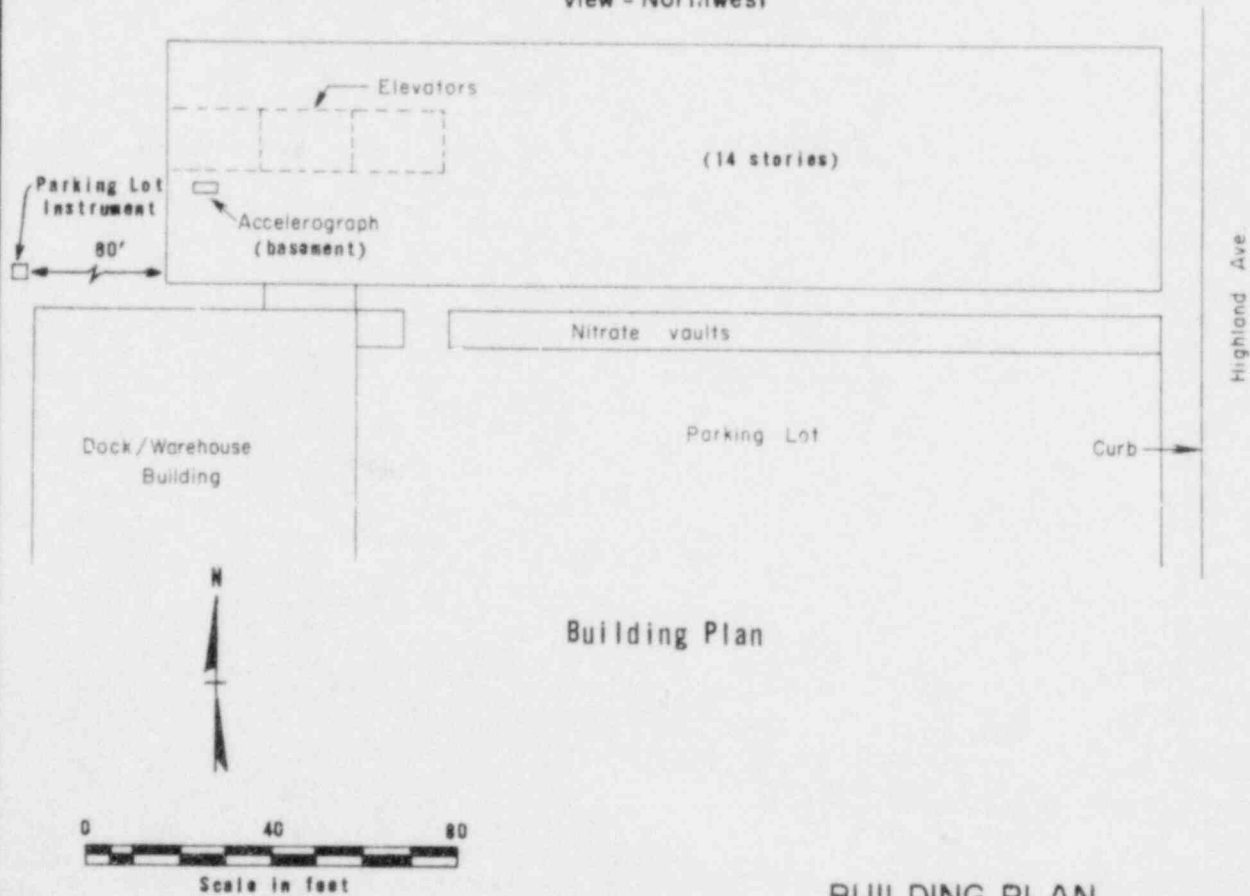 View - Northwest
Elevators
(14 stories)
Parking Lot
Instrument
80'
Accelerograph
(basement)
Highland Ave
Nitrate vaults
Dock/Warehouse
Building
Parking Lot
Curb
N
Building Plan
0 40 80
Scale in feet
BUILDING PLAN